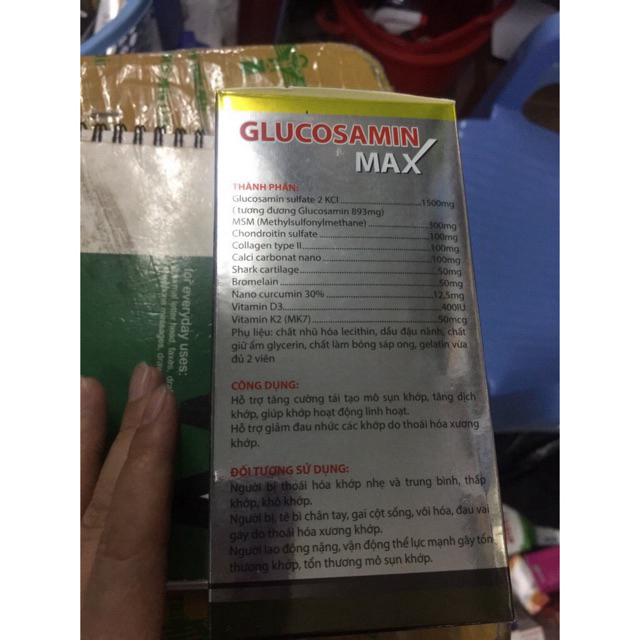 GLUCOSAMIN
MAX
THÀNH PHẦN:
Glucosamin sulfate 2 KCl...1500mg
( tương đương Glucosamin 893mg)
MSM (Methylsulfonylmethane)...300mg
Chondroitin sulfate...100mg
Collagen type II...100mg
Calci carbonat nano...100mg
Shark cartilage...50mg
Bromelain...50mg
Nano curcumin 30%...12,5mg
Vitamin D3...400IU
Vitamin K2 (MK7)...50mcg
Phụ liệu: chất nhũ hóa lecithin, dầu đậu nành, chất
giữ ẩm glycerin, chất làm bóng sáp ong, gelatin vừa
đủ 2 viên
CÔNG DỤNG:
Hỗ trợ tăng cường tái tạo mô sụn khớp, tăng dịch
khớp, giúp khớp hoạt động linh hoạt.
Hỗ trợ giảm đau nhức các khớp do thoái hóa xương
khớp.
ĐỐI TƯỢNG SỬ DỤNG:
Người bị thoái hóa khớp nhẹ và trung bình, thấp
khớp, khô khớp.
Người bị, tê bì chân tay, gai cột sống, vôi hóa, đau vai
gáy do thoái hóa xương khớp.
Người lao động nặng, vận động thể lực mạnh gây tổn
thương khớp, tổn thương mô sụn khớp.
for everyday uses: